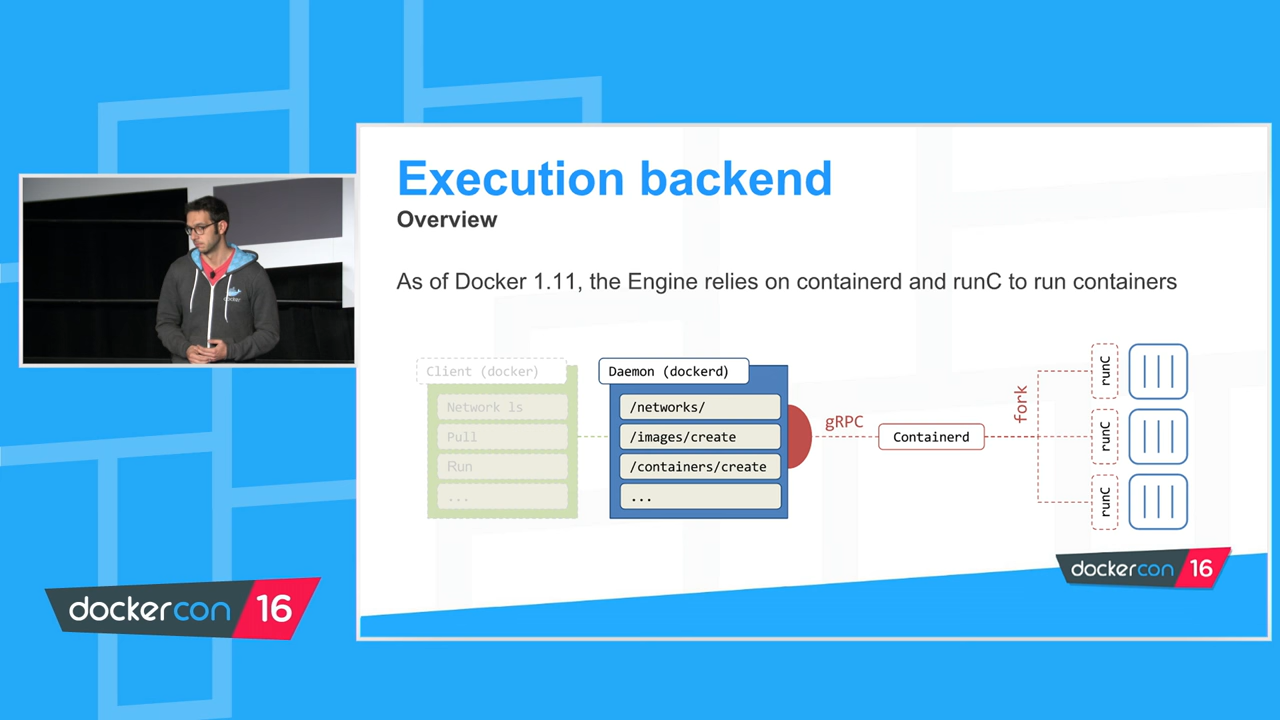 Execution backend
Overview
As of Docker 1.11, the Engine relies on containerd and runC to run containers
Client (docker)
Network ls
Pull
Run
...
Daemon (dockerd)
/networks/
/images/create
/containers/create
...
gRPC
Containerd
fork
runC
runC
runC
dockercon 16
docker
dockercon 16